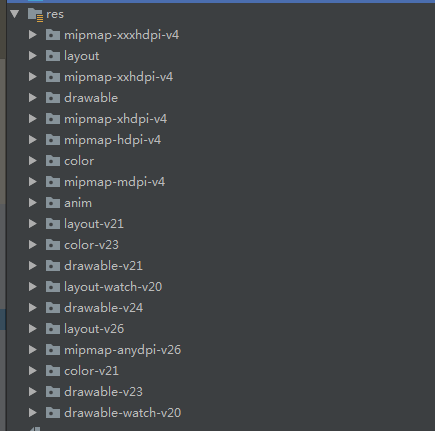 res
mipmap-xxxhdpi-v4
layout
mipmap-xxhdpi-v4
drawable
mipmap-xhdpi-v4
mipmap-hdpi-v4
color
mipmap-mdpi-v4
anim
layout-v21
color-v23
drawable-v21
layout-watch-v20
drawable-v24
layout-v26
mipmap-anydpi-v26
color-v21
drawable-v23
drawable-watch-v20